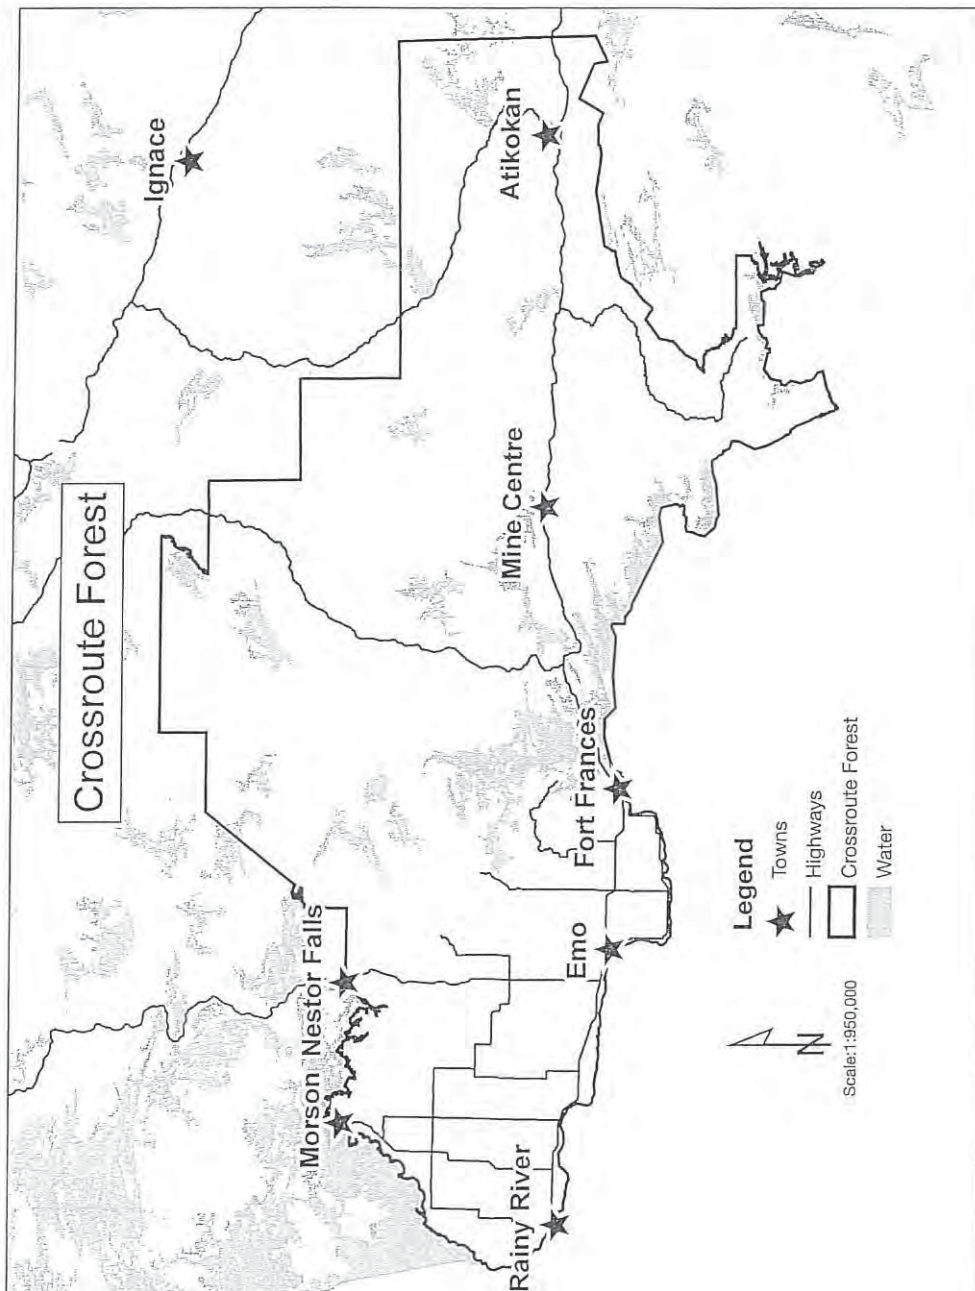 Crossroute Forest
Ignace
Atikokan
Mine Centre
Fort Frances
Emo
Nestor Falls
Morson
Rainy River
Legend
Towns
Highways
Crossroute Forest
Water
N
Scale:1:950,000